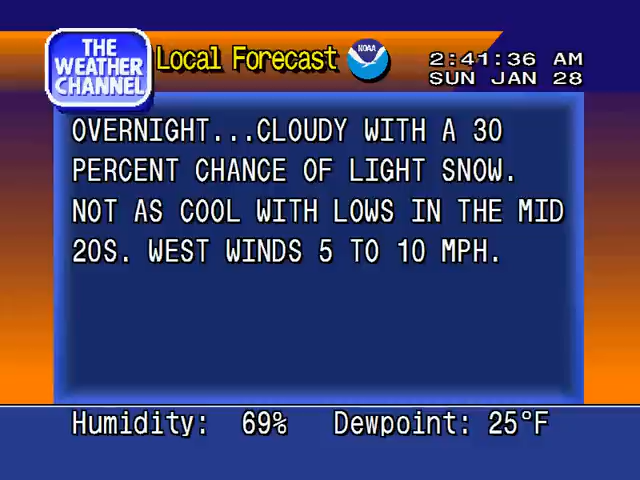 THE
WEATHER
CHANNEL
Local Forecast
NOAA
2:41:36 AM
SUN JAN 28
OVERNIGHT...CLOUDY WITH A 30
PERCENT CHANCE OF LIGHT SNOW.
NOT AS COOL WITH LOWS IN THE MID
20S. WEST WINDS 5 TO 10 MPH.
Humidity: 69% Dewpoint: 25°F